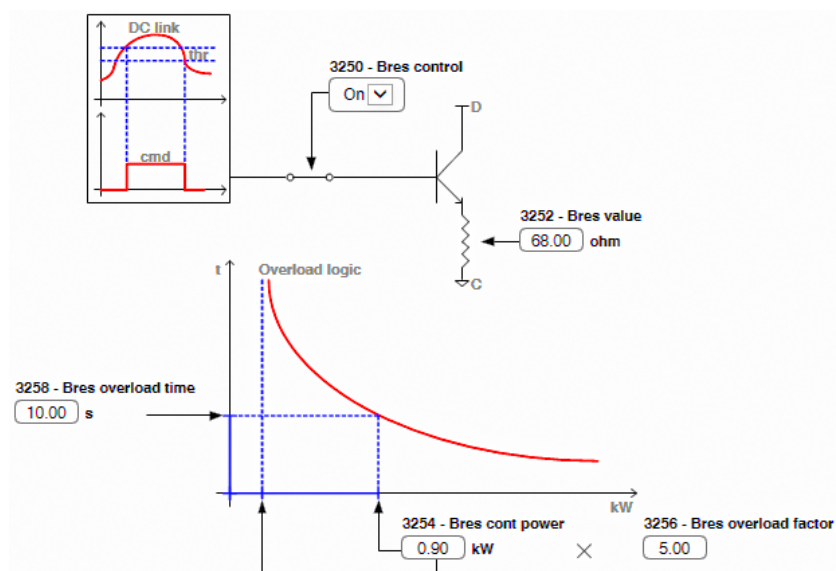 DC link
thr
cmd
3250 - Bres control
On
D
3252 - Bres value
68.00 ohm
C
t
Overload logic
3258 - Bres overload time
10.00 s
kW
3254 - Bres cont power
0.90 kW
3256 - Bres overload factor
5.00